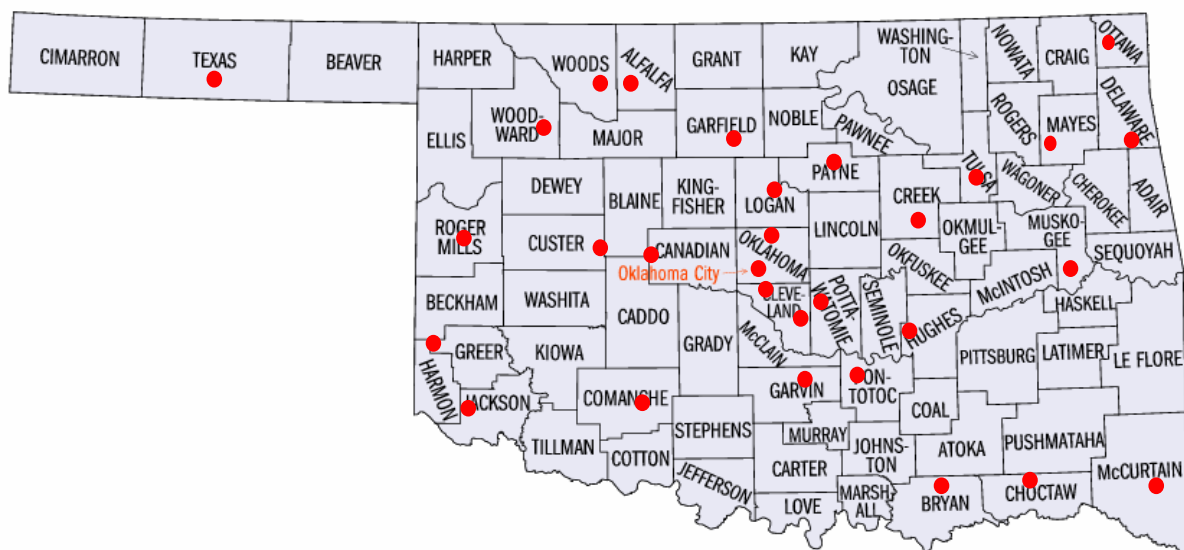 CIMARRON
TEXAS
BEAVER
HARPER
WOODS
ALFALFA
GRANT
KAY
WASHING-
TON
OSAGE
NOWATA
CRAIG
OTTAWA
ELLIS
WOOD-
WARD
MAJOR
GARFIELD
NOBLE
PAWNEE
ROGERS
MAYES
DELAWARE
DEWEY
BLAINE
KING-
FISHER
LOGAN
PAYNE
CREEK
TULSA
WAGONER
CHEROKEE
ADAIR
ROGER
MILLS
CUSTER
CANADIAN
OKLAHOMA
LINCOLN
OKMUL-
GEE
MUSKO-
GEE
SEQUOYAH
Oklahoma City
OKFUSKEE
McINTOSH
BECKHAM
WASHITA
CADDO
GRADY
CLEVE-
LAND
POTTA-
WATOMIE
SEMINOLE
HUGHES
HASKELL
McCLAIN
PITTSBURG
LATIMER
LE FLORE
GREER
KIOWA
HARMON
JACKSON
COMANCHE
GARVIN
PON-
TOTOC
COAL
TILLMAN
COTTON
STEPHENS
MURRAY
JOHNS-
TON
ATOKA
PUSHMATAHA
McCURTAIN
JEFFERSON
CARTER
LOVE
MARSH-
ALL
BRYAN
CHOCTAW